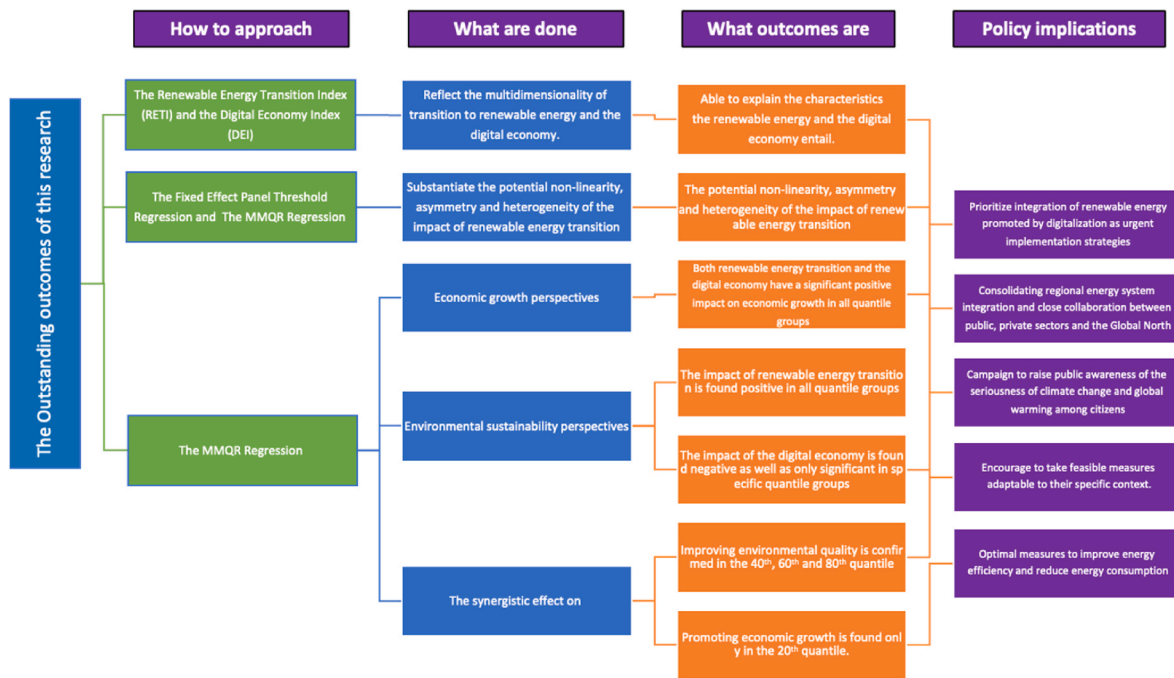 How to approach
What are done
What outcomes are
Policy implications
The Outstanding outcomes of this research
The Renewable Energy Transition Index
(RETI) and the Digital Economy Index
(DEI)
Reflect the multidimensionality of
transition to renewable energy and the
digital economy.
Able to explain the characteristics
the renewable energy and the digital
economy entail.
The Fixed Effect Panel Threshold
Regression and The MMQR Regression
Substantiate the potential non-linearity,
asymmetry and heterogeneity of the
impact of renewable energy transition
The potential non-linearity, asymmetry
and heterogeneity of the impact of renew
able energy transition
The MMQR Regression
Economic growth perspectives
Both renewable energy transition and the
digital economy have a significant positive
impact on economic growth in all quantile
groups
Environmental sustainability perspectives
The impact of renewable energy transitio
n is found positive in all quantile groups
The impact of the digital economy is foun
d negative as well as only significant in sp
ecific quantile groups
The synergistic effect on
Improving environmental quality is confir
med in the 40th, 60th and 80th quantile
Promoting economic growth is found onl
y in the 20th quantile.
Prioritize integration of renewable energy
promoted by digitalization as urgent
implementation strategies
Consolidating regional energy system
integration and close collaboration between
public, private sectors and the Global North
Campaign to raise public awareness of the
seriousness of climate change and global
warming among citizens
Encourage to take feasible measures
adaptable to their specific context.
Optimal measures to improve energy
efficiency and reduce energy consumption